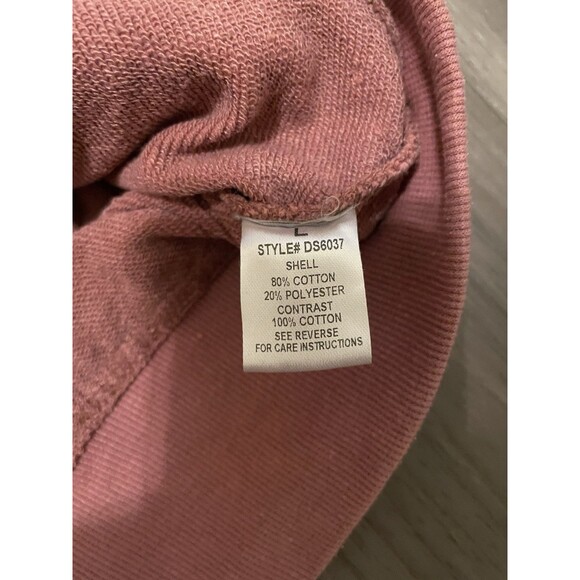 L
STYLE# DS6037
SHELL
80% COTTON
20% POLYESTER
CONTRAST
100% COTTON
SEE REVERSE
FOR CARE INSTRUCTIONS